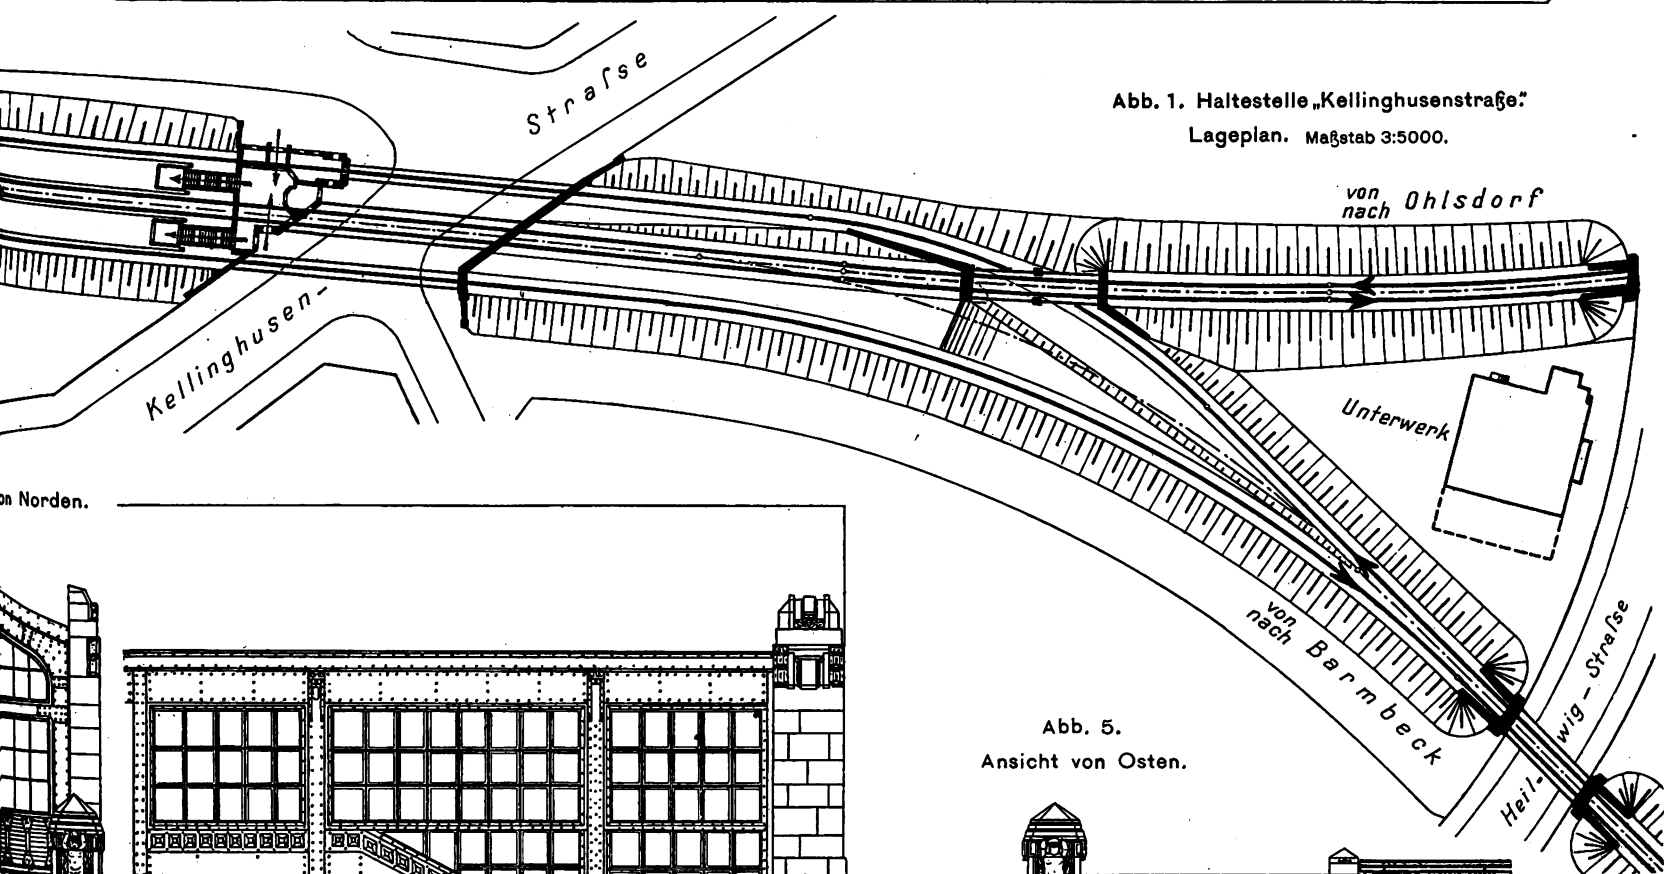 Straſse
Abb. 1. Haltestelle „Kellinghusenstraße."
Lageplan. Maßstab 3:5000.
von
nach Ohlsdorf
Kellinghusen-
Unterwerk
on Norden.
von
nach Barmbeck
Heil-wig-Straſse
Abb. 5.
Ansicht von Osten.